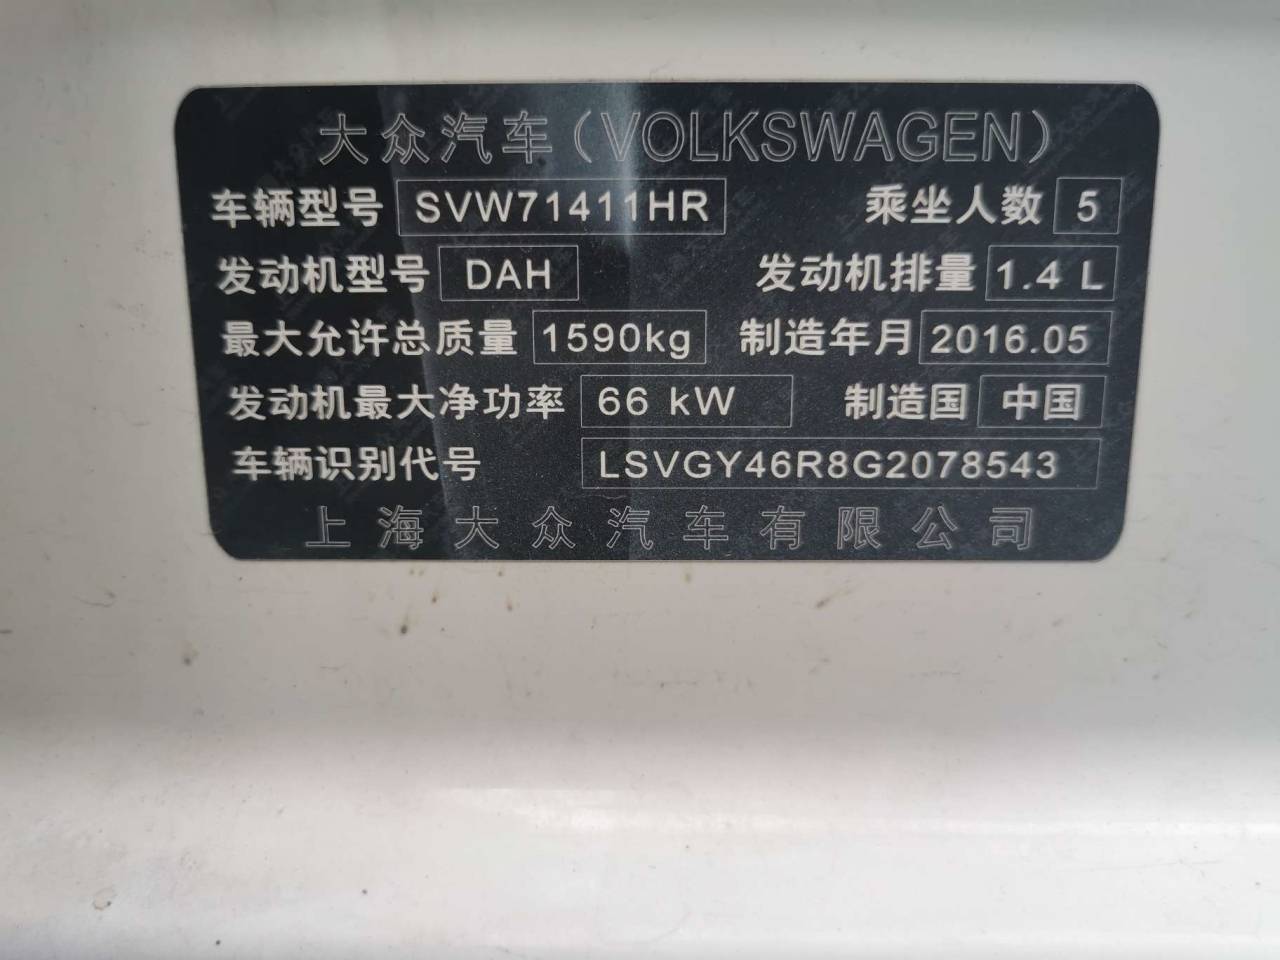 大众汽车(VOLKSWAGEN)
车辆型号 SVW71411HR 乘坐人数 5
发动机型号 DAH 发动机排量 1.4 L
最大允许总质量 1590kg 制造年月 2016.05
发动机最大净功率 66 kW 制造国 中国
车辆识别代号 LSVGY46R8G2078543
上海大众汽车有限公司